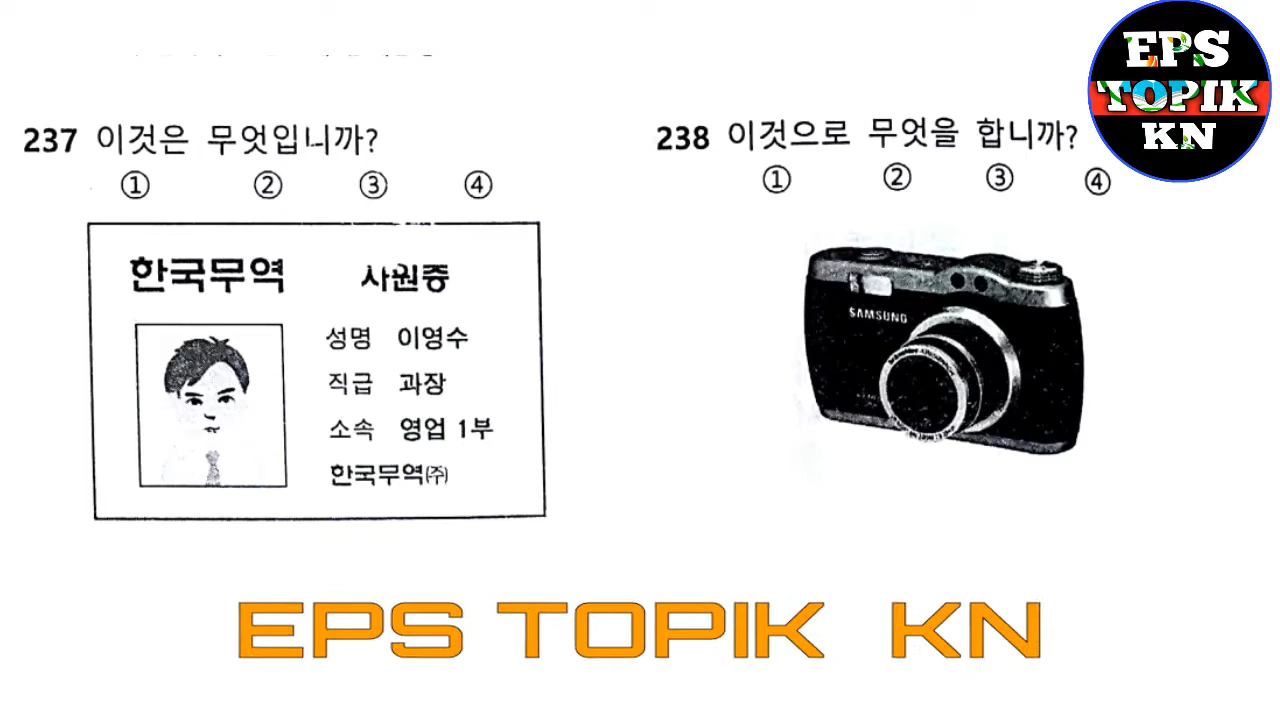 EPS
TOPIK
KN
237 이것은 무엇입니까?
① ② ③ ④
한국무역 사원증
성명 이영수
직급 과장
소속 영업 1부
한국무역(주)
238 이것으로 무엇을 합니까?
① ② ③ ④
SAMSUNG
EPS TOPIK KN